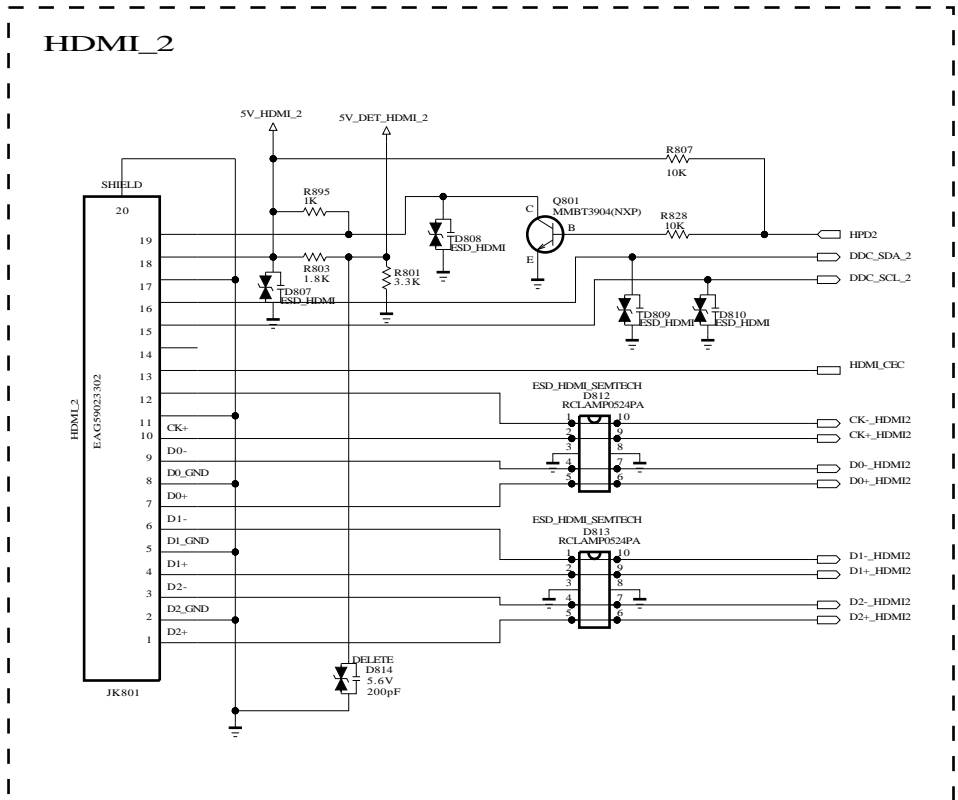 HDMI_2
5V_HDMI_2
5V_DET_HDMI_2
R807
10K
SHIELD
20
R895
1K
C
Q801
MMBT3904(NXP)
B
E
R828
10K
D808
ESD_HDMI
19
HPD2
18
R803
1.8K
R801
3.3K
DDC_SDA_2
17
D807
ESD_HDMI
DDC_SCL_2
16
15
D809
ESD_HDMI
D810
ESD_HDMI
14
13
HDMI_CEC
12
ESD_HDMI_SEMTECH
D812
RCLAMP0524PA
HDMI_2
EAG59023302
11
CK+
10
1
10
CK-_HDMI2
2
9
CK+_HDMI2
3
8
D0-
9
4
7
D0-_HDMI2
D0_GND
8
5
6
D0+_HDMI2
D0+
7
D1-
6
ESD_HDMI_SEMTECH
D813
RCLAMP0524PA
D1_GND
5
1
10
D1-_HDMI2
D1+
4
2
9
D1+_HDMI2
3
8
D2-
3
4
7
D2-_HDMI2
D2_GND
2
5
6
D2+_HDMI2
D2+
1
DELETE
D814
5.6V
200pF
JK801